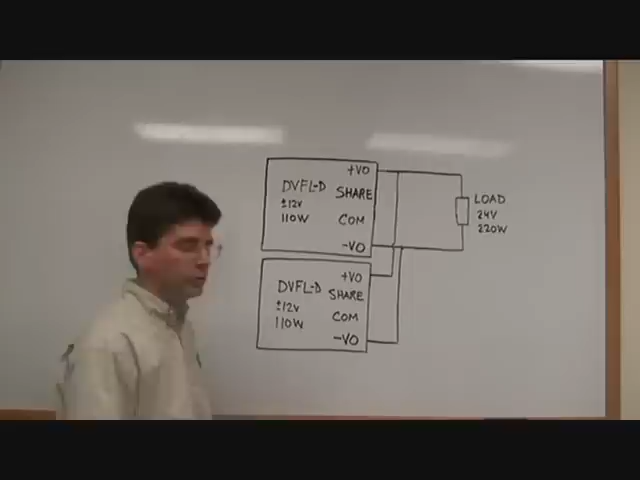 +VO
DVFL-D
SHARE
±12V
110W
COM
-VO
LOAD
24V
220W
+VO
DVFL-D
SHARE
±12V
110W
COM
-VO